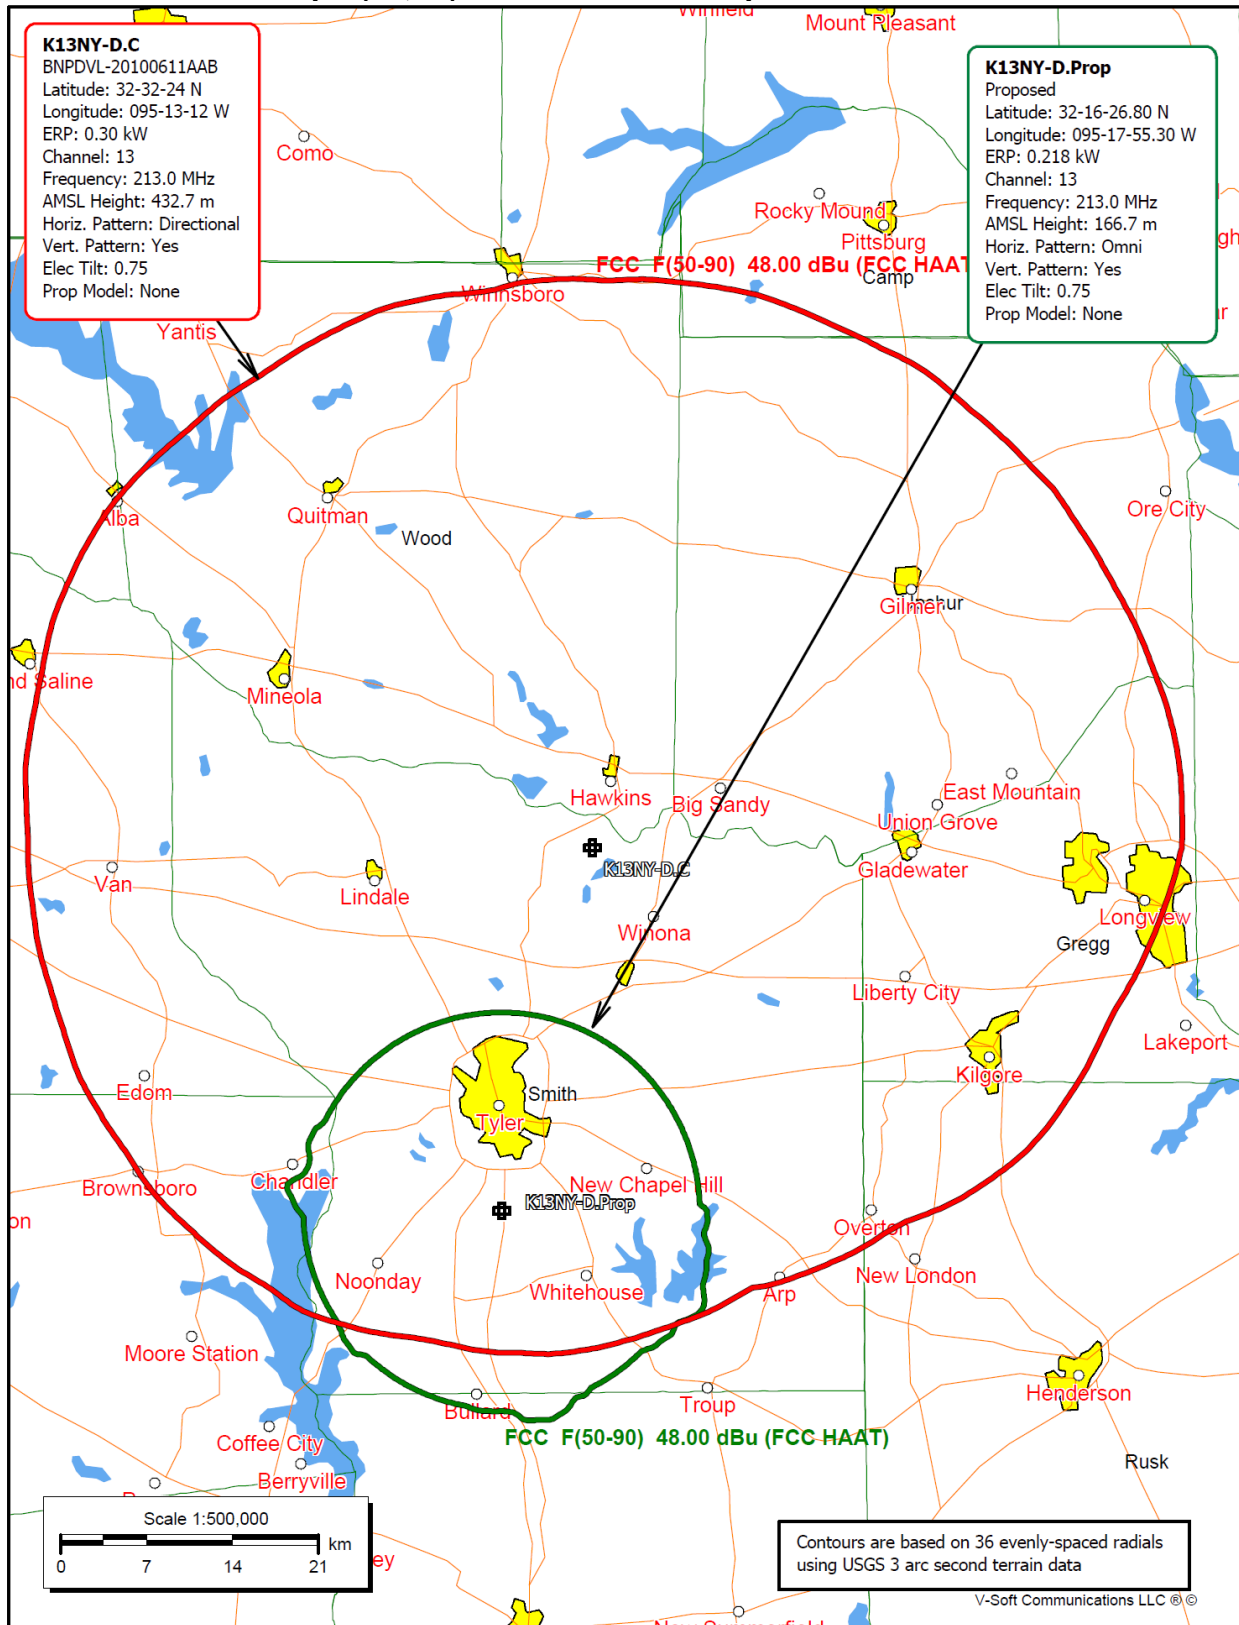 Winfield
Mount Pleasant
K13NY-D.C
BNPDVL-20100611AAB
Latitude: 32-32-24 N
Longitude: 095-13-12 W
ERP: 0.30 kW
Channel: 13
Frequency: 213.0 MHz
AMSL Height: 432.7 m
Horiz. Pattern: Directional
Vert. Pattern: Yes
Elec Tilt: 0.75
Prop Model: None
K13NY-D.Prop
Proposed
Latitude: 32-16-26.80 N
Longitude: 095-17-55.30 W
ERP: 0.218 kW
Channel: 13
Frequency: 213.0 MHz
AMSL Height: 166.7 m
Horiz. Pattern: Omni
Vert. Pattern: Yes
Elec Tilt: 0.75
Prop Model: None
Como
Rocky Mound
Pittsburg
Camp
FCC F(50-90) 48.00 dBu (FCC HAAT
Winnsboro
Yantis
Alba
Quitman
Wood
Ore City
Gilmer
nd Saline
Mineola
Hawkins
Big Sandy
East Mountain
Union Grove
Gladewater
K13NY-D.C
Van
Lindale
Longview
Winona
Gregg
Liberty City
Lakeport
Kilgore
Edom
Smith
Tyler
Brownsboro
Chandler
New Chapel Hill
K13NY-D.Prop
on
Overton
Noonday
Whitehouse
Arp
New London
Moore Station
Henderson
Bullard
Troup
Coffee City
FCC F(50-90) 48.00 dBu (FCC HAAT)
Berryville
Rusk
Scale 1:500,000
km
0 7 14 21
ey
Contours are based on 36 evenly-spaced radials
using USGS 3 arc second terrain data
V-Soft Communications LLC ® ©
New Summerfield